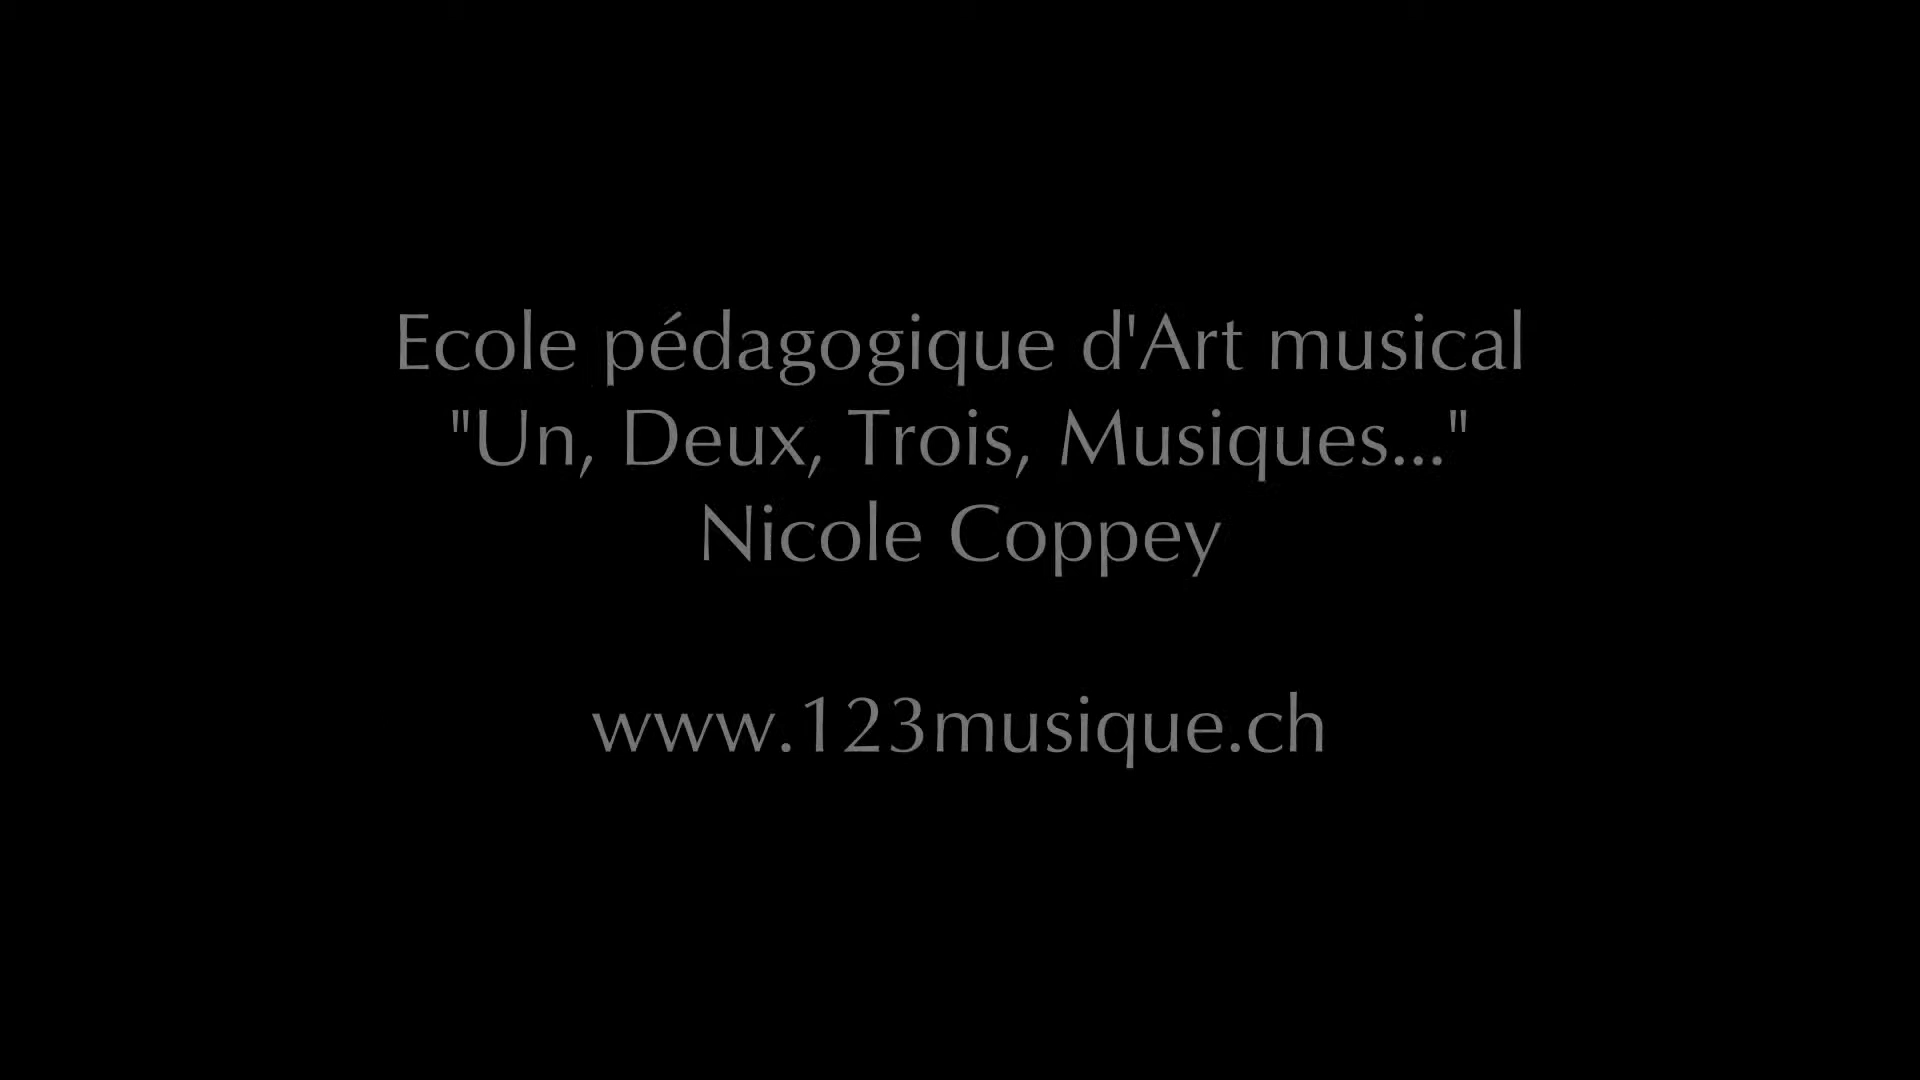 Ecole pédagogique d'Art musical
"Un, Deux, Trois, Musiques..."
Nicole Coppey
www.123musique.ch